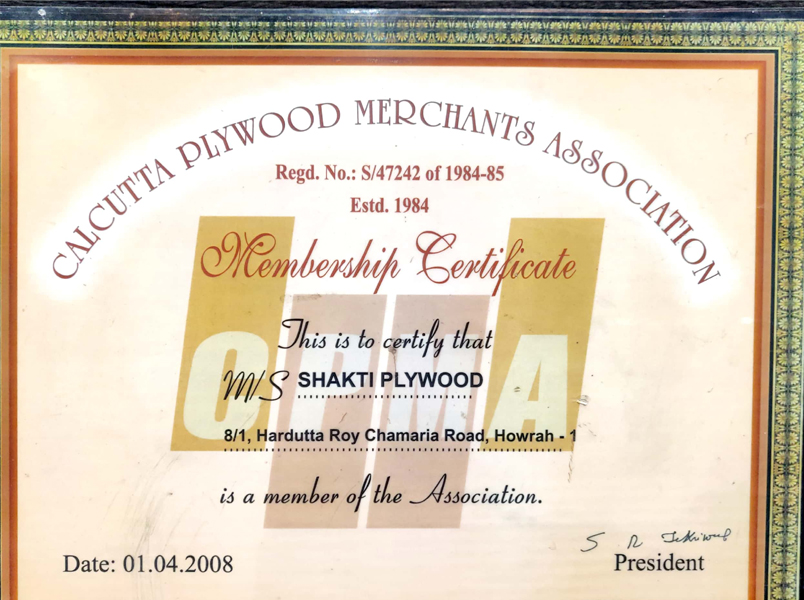 CALCUTTA PLYWOOD MERCHANTS ASSOCIATION
Regd. No.: S/47242 of 1984-85
Estd. 1984
Membership Certificate
CPMA
This is to certify that
M/S SHAKTI PLYWOOD
8/1, Hardutta Roy Chamaria Road, Howrah - 1
is a member of the Association.
S R
President
Date: 01.04.2008